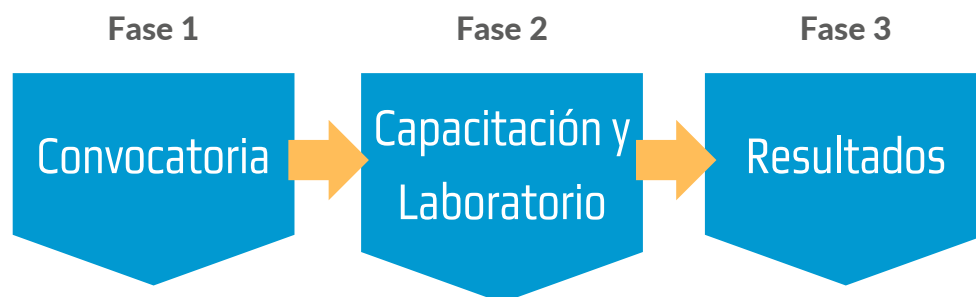 Fase 1
Fase 2
Fase 3
Convocatoria
Capacitación y
Laboratorio
Resultados